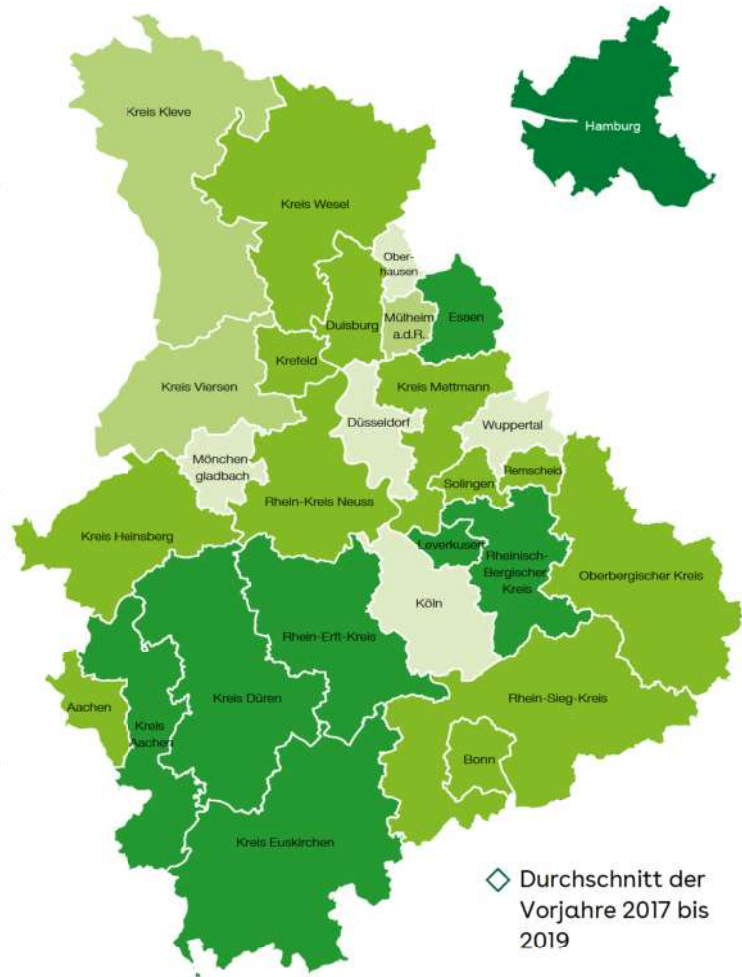 Kreis Kleve
Hamburg
Kreis Wesel
Ober-
hausen
Duisburg
Mülheim
a.d.R.
Essen
Krefeld
Kreis Viersen
Kreis Mettmann
Düsseldorf
Wuppertal
Mönchen-
gladbach
Solingen
Remscheid
Rhein-Kreis Neuss
Kreis Heinsberg
Leverkusen
Rheinisch-
Bergischer
Kreis
Oberbergischer Kreis
Köln
Rhein-Erft-Kreis
Kreis Düren
Rhein-Sieg-Kreis
Aachen
Kreis
Aachen
Bonn
Kreis Euskirchen
Durchschnitt der
Vorjahre 2017 bis
2019